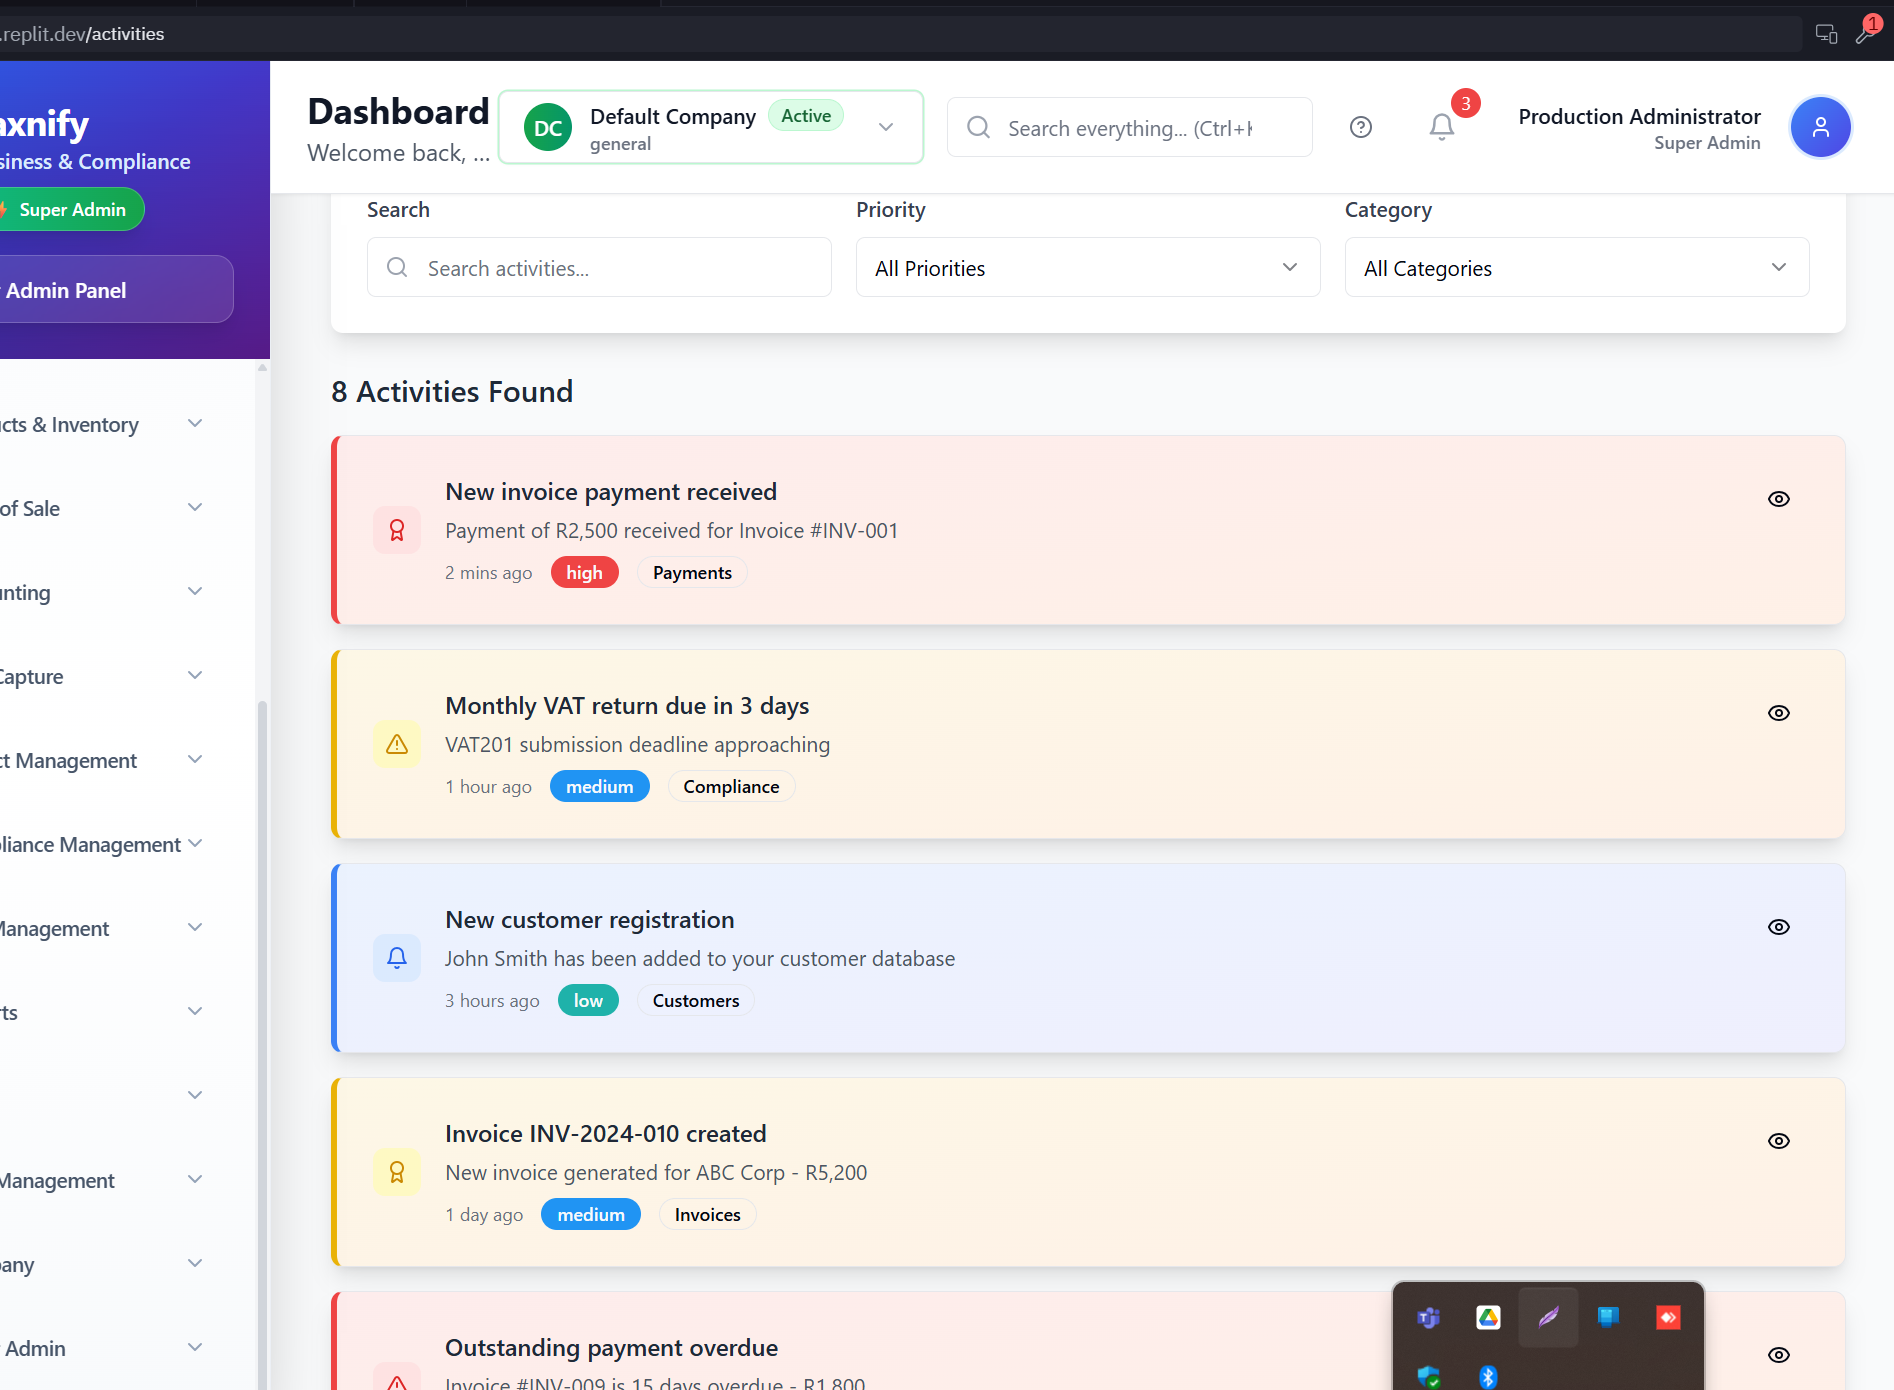 .replit.dev/activities
1
axnify
siness & Compliance
Super Admin
Admin Panel
cts & Inventory
of Sale
unting
Capture
ct Management
liance Management
Management
rts
Management
pany
Admin
Dashboard
Welcome back, ...
DC
Default Company
Active
general
Search everything... (Ctrl+K
3
Production Administrator
Super Admin
Search
Priority
Category
Search activities...
All Priorities
All Categories
8 Activities Found
New invoice payment received
Payment of R2,500 received for Invoice #INV-001
2 mins ago
high
Payments
Monthly VAT return due in 3 days
VAT201 submission deadline approaching
1 hour ago
medium
Compliance
New customer registration
John Smith has been added to your customer database
3 hours ago
low
Customers
Invoice INV-2024-010 created
New invoice generated for ABC Corp - R5,200
1 day ago
medium
Invoices
Outstanding payment overdue
Invoice #INV-009 is 15 days overdue - R1,800